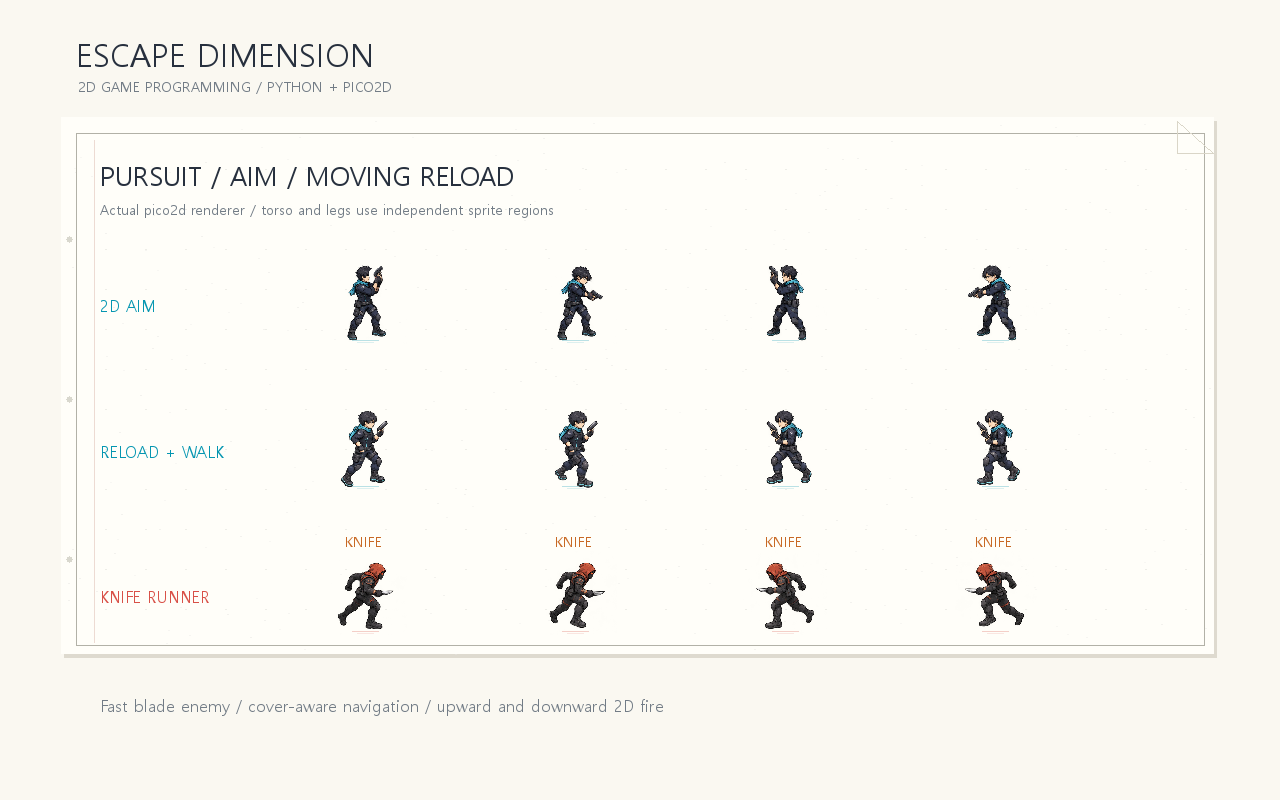 ESCAPE DIMENSION
2D GAME PROGRAMMING / PYTHON + PICO2D
PURSUIT / AIM / MOVING RELOAD
Actual pico2d renderer / torso and legs use independent sprite regions
2D AIM
RELOAD + WALK
KNIFE KNIFE KNIFE KNIFE
KNIFE RUNNER
Fast blade enemy / cover-aware navigation / upward and downward 2D fire